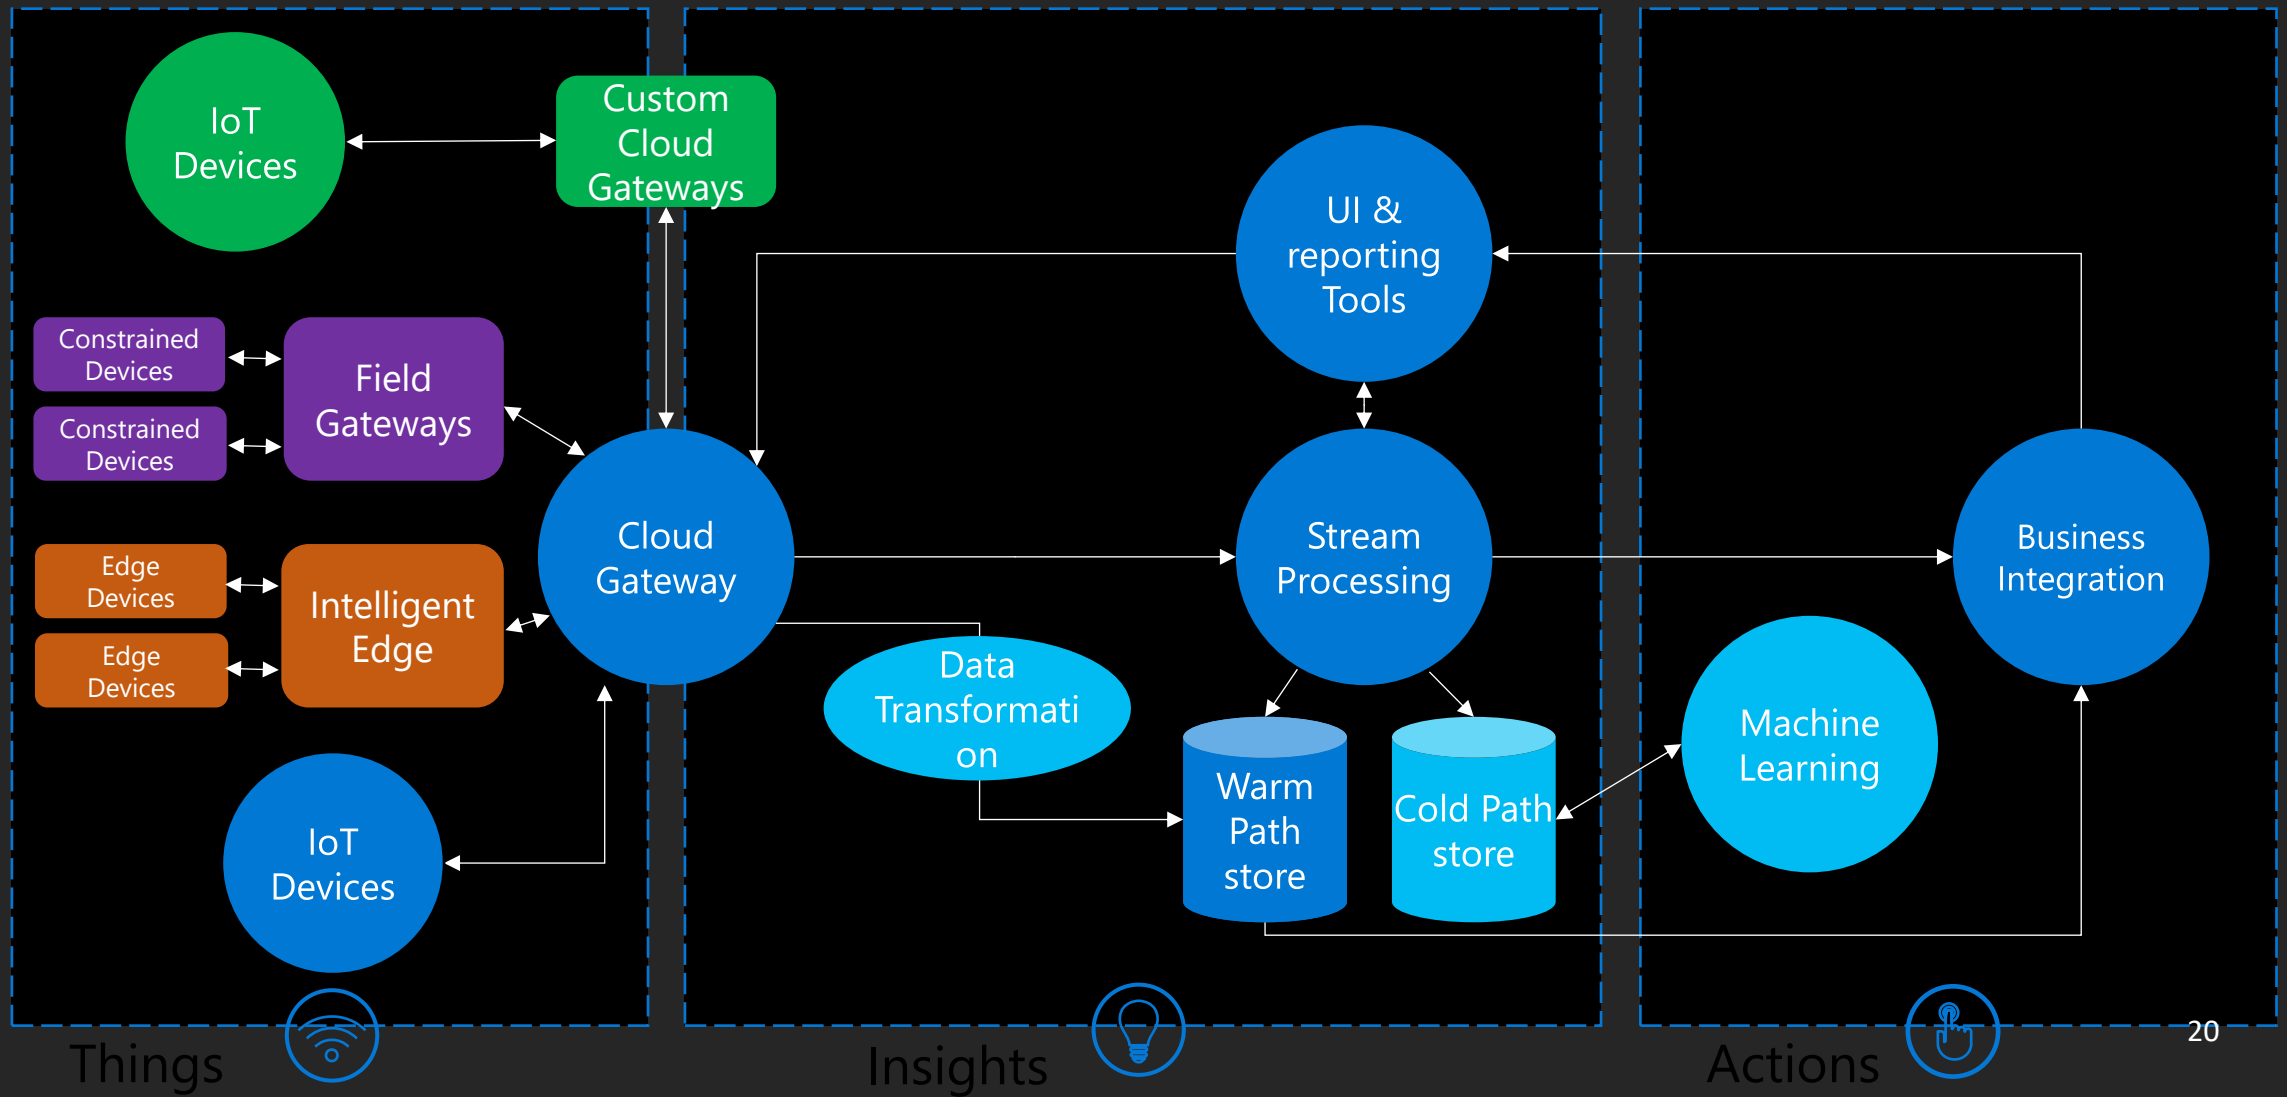 IoT
Devices
Custom
Cloud
Gateways
UI &
reporting
Tools
Constrained
Devices
Field
Gateways
Constrained
Devices
Cloud
Gateway
Stream
Processing
Business
Integration
Edge
Devices
Intelligent
Edge
Edge
Devices
Data
Transformati
on
Machine
Learning
Warm
Path
store
Cold Path
store
IoT
Devices
Things
Insights
Actions
20